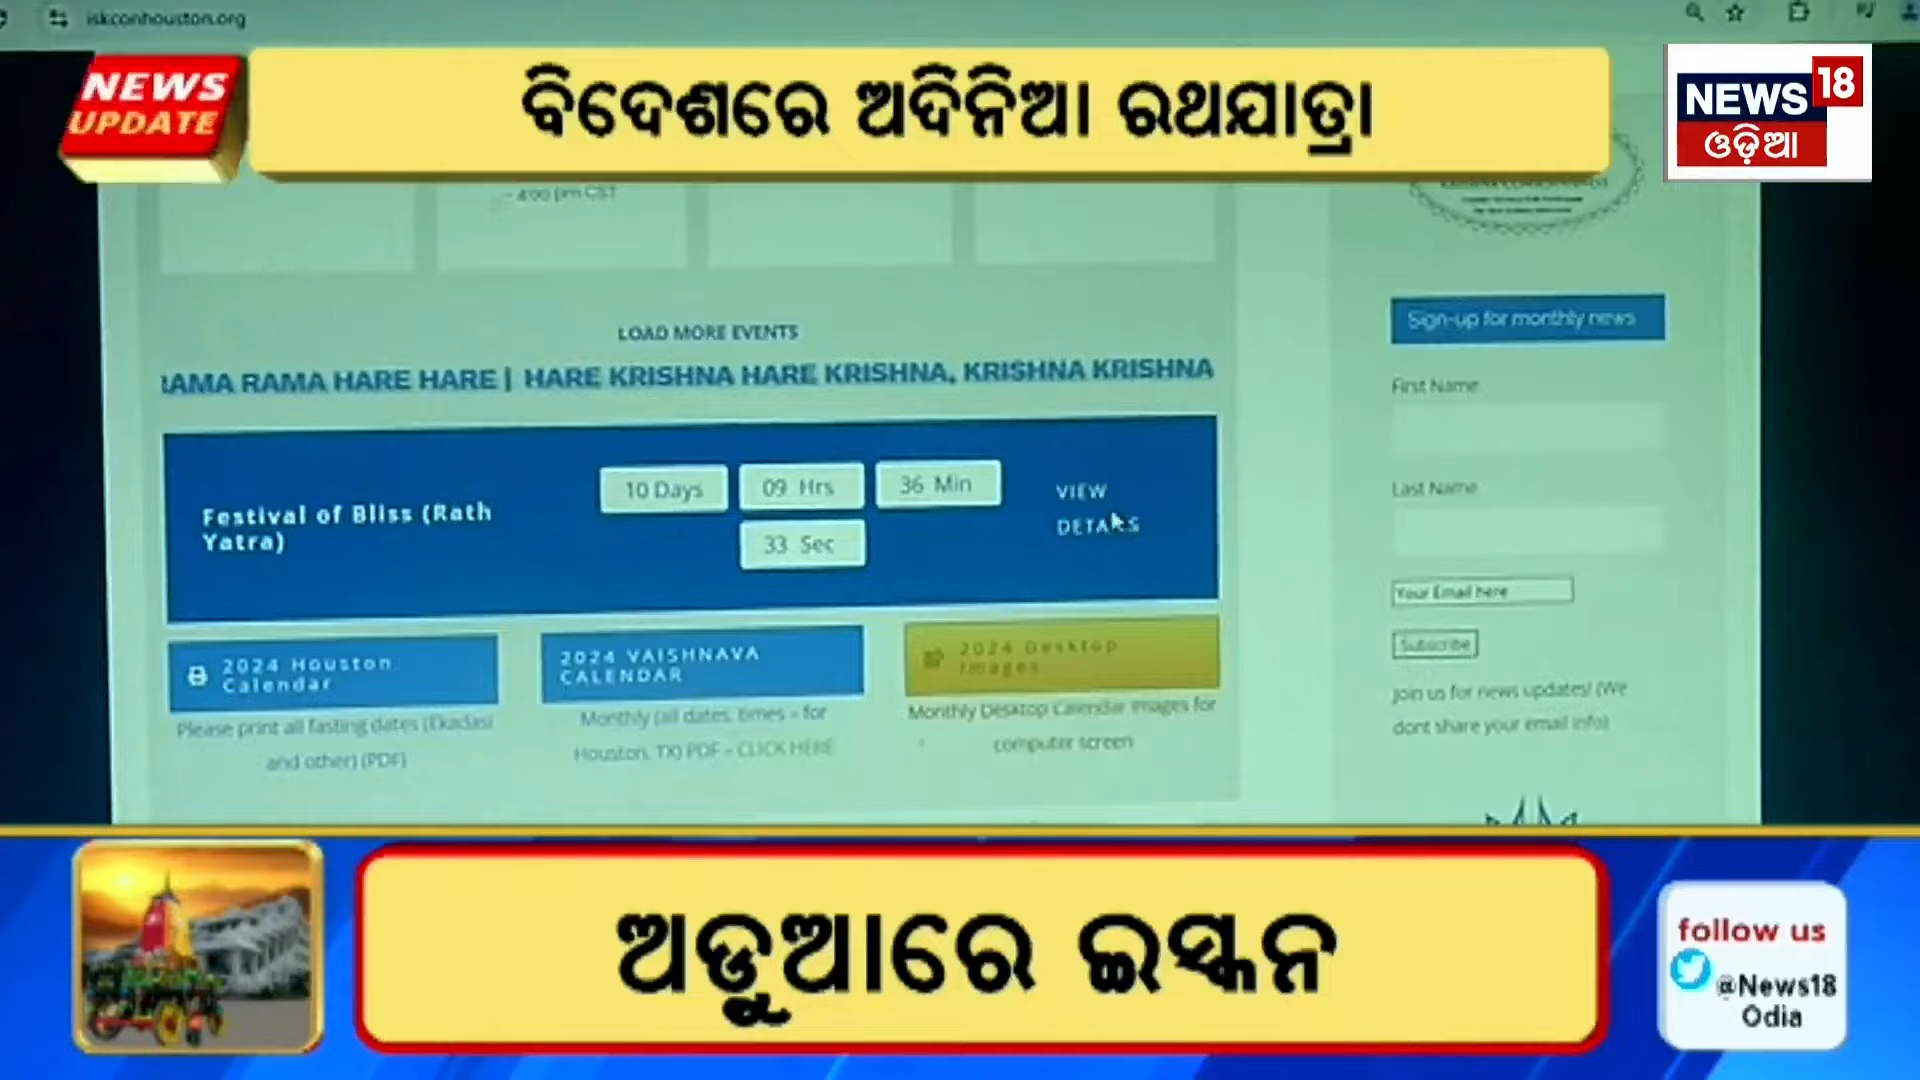 iskconhouston.org
NEWS
UPDATE
ବିଦେଶରେ ଅଦିନିଆ ରଥଯାତ୍ରା
NEWS 18
ଓଡ଼ିଆ
- 4:00 pm CST
LOAD MORE EVENTS
RAMA RAMA HARE HARE | HARE KRISHNA HARE KRISHNA, KRISHNA KRISHNA
Festival of Bliss (Rath
Yatra)
10 Days
09 Hrs
36 Min
33 Sec
VIEW
DETAILS
2024 Houston
Calendar
Please print all fasting dates (Ekadasi
and other) (PDF)
2024 VAISHNAVA
CALENDAR
Monthly (all dates, times – for
Houston, TX) PDF – CLICK HERE
2024 Desktop
Images
Monthly Desktop Calendar Images for
computer screen
Sign-up for monthly news
First Name
Last Name
Your Email here
Subscribe
Join us for news updates! (We
dont share your email info)
ଅଡୁଆରେ ଇସ୍କନ
follow us
@News18
Odia